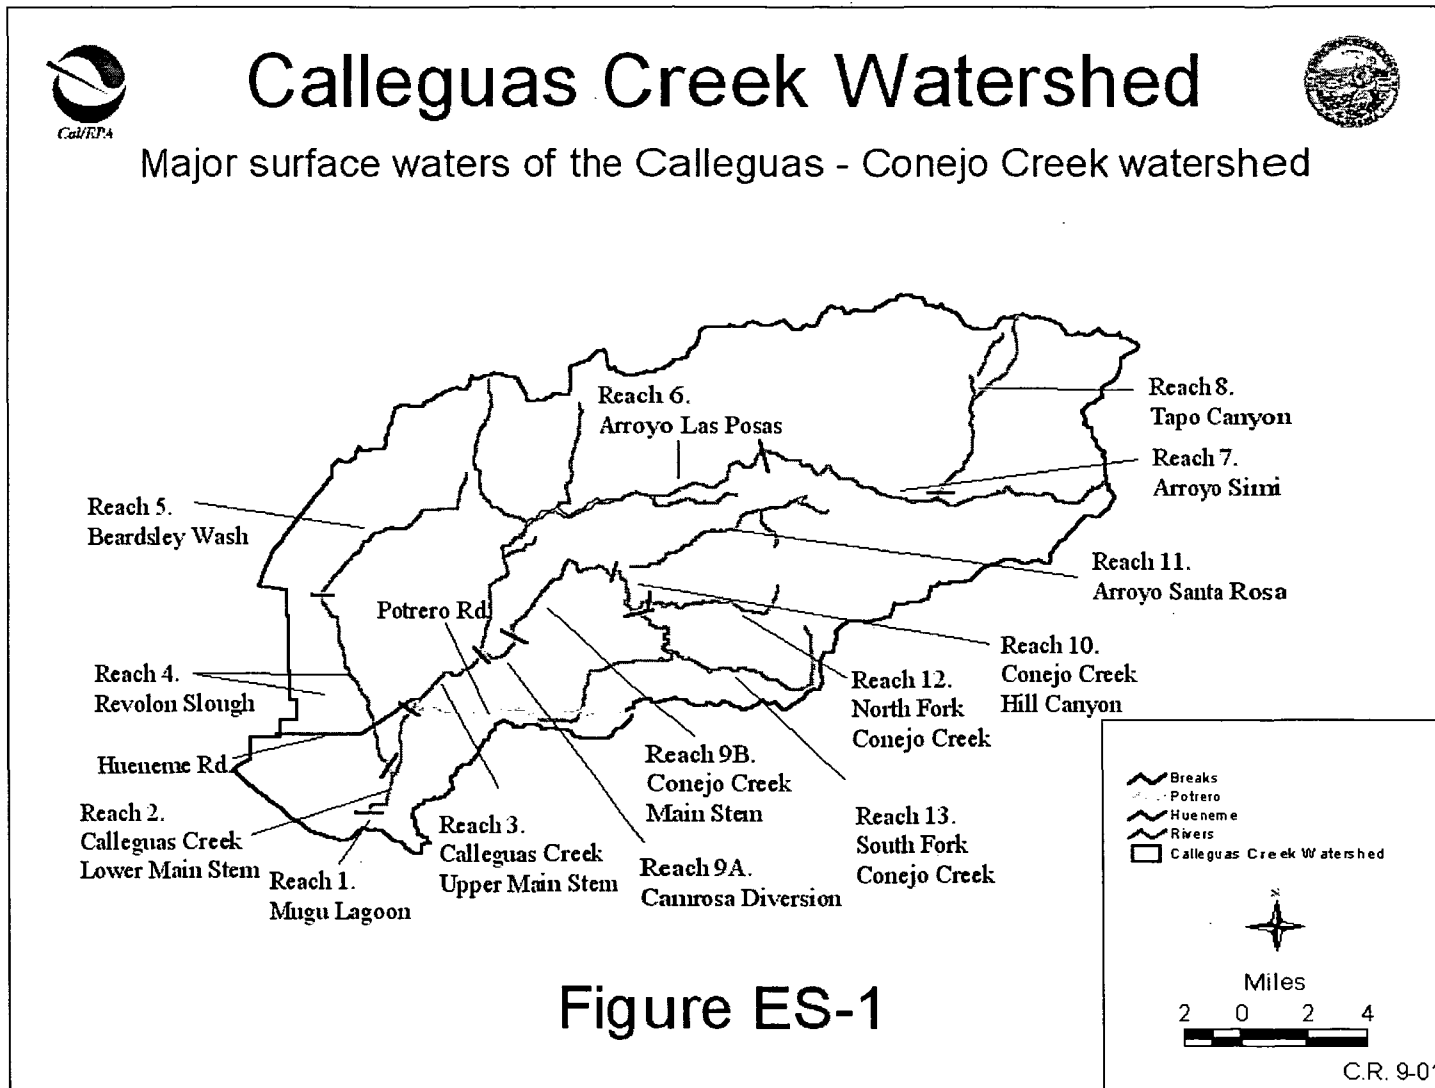 Cal/EPA
Calleguas Creek Watershed
Major surface waters of the Calleguas - Conejo Creek watershed
Reach 6.
Arroyo Las Posas
Reach 8.
Tapo Canyon
Reach 7.
Arroyo Simi
Reach 5.
Beardsley Wash
Reach 11.
Arroyo Santa Rosa
Potrero Rd.
Reach 10.
Conejo Creek
Hill Canyon
Reach 4.
Revolon Slough
Reach 12.
North Fork
Conejo Creek
Hueneme Rd.
Reach 9B.
Conejo Creek
Main Stem
Reach 2.
Calleguas Creek
Lower Main Stem
Reach 3.
Calleguas Creek
Upper Main Stem
Reach 13.
South Fork
Conejo Creek
Reach 1.
Mugu Lagoon
Reach 9A.
Camrosa Diversion
Breaks
Potrero
Hueneme
Rivers
Calleguas Creek Watershed
N
Miles
2 0 2 4
C.R. 9-01
Figure ES-1